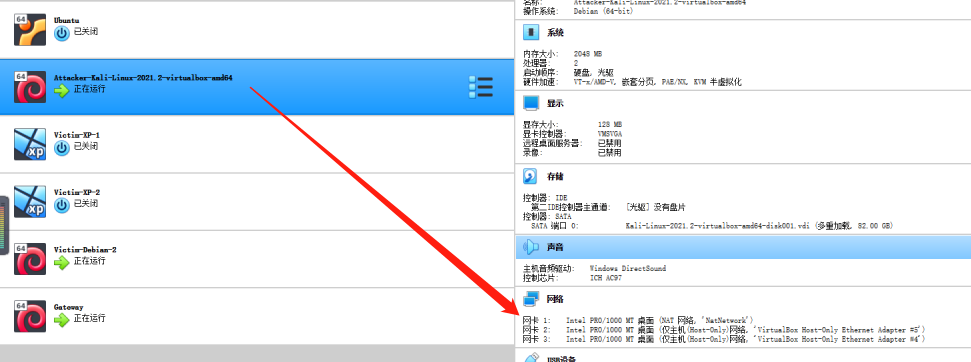 Ubuntu
已关闭
Attacker-Kali-Linux-2021.2-virtualbox-amd64
正在运行
Victim-XP-1
已关闭
Victim-XP-2
已关闭
Victim-Debian-2
正在运行
Gateway
正在运行
名称: Attacker-Kali-Linux-2021.2-virtualbox-amd64
操作系统: Debian (64-bit)
系统
内存大小: 2048 MB
处理器: 2
启动顺序: 硬盘, 光驱
硬件加速: VT-x/AMD-V, 嵌套分页, PAE/NX, KVM 半虚拟化
显示
显存大小: 128 MB
显卡控制器: VMSVGA
远程桌面服务器: 已禁用
录像: 已禁用
存储
控制器: IDE
第二IDE控制器主通道: [光驱] 没有盘片
控制器: SATA
SATA 端口 0: Kali-Linux-2021.2-virtualbox-amd64-disk001.vdi (多重加载, 82.00 GB)
声音
主机音频驱动: Windows DirectSound
控制芯片: ICH AC97
网络
网卡 1: Intel PRO/1000 MT 桌面 (NAT 网络, 'NatNetwork')
网卡 2: Intel PRO/1000 MT 桌面 (仅主机(Host-Only)网络, 'VirtualBox Host-Only Ethernet Adapter #5')
网卡 3: Intel PRO/1000 MT 桌面 (仅主机(Host-Only)网络, 'VirtualBox Host-Only Ethernet Adapter #4')
USB设备